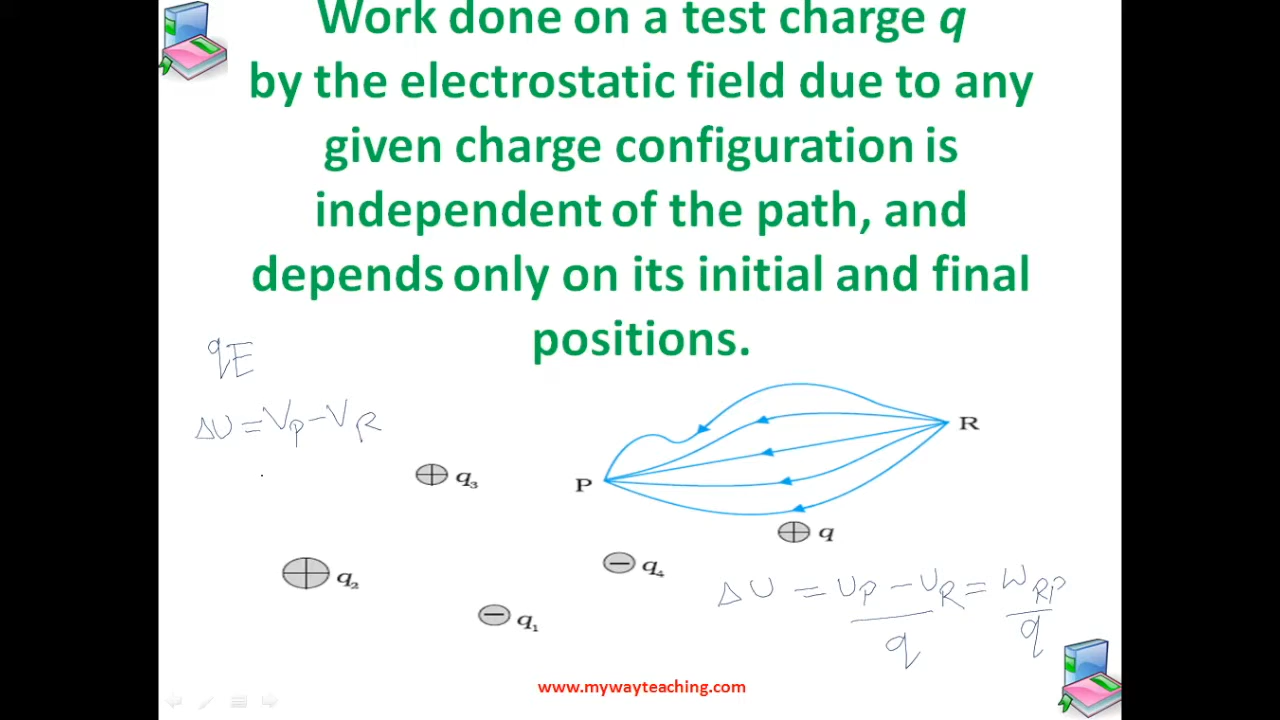 Work done on a test charge q
by the electrostatic field due to any
given charge configuration is
independent of the path, and
depends only on its initial and final
positions.
qE
ΔU = VP - VR
R
q3
P
q
q2
q4
q1
ΔU = UP - UR = WRP
q q
www.mywayteaching.com